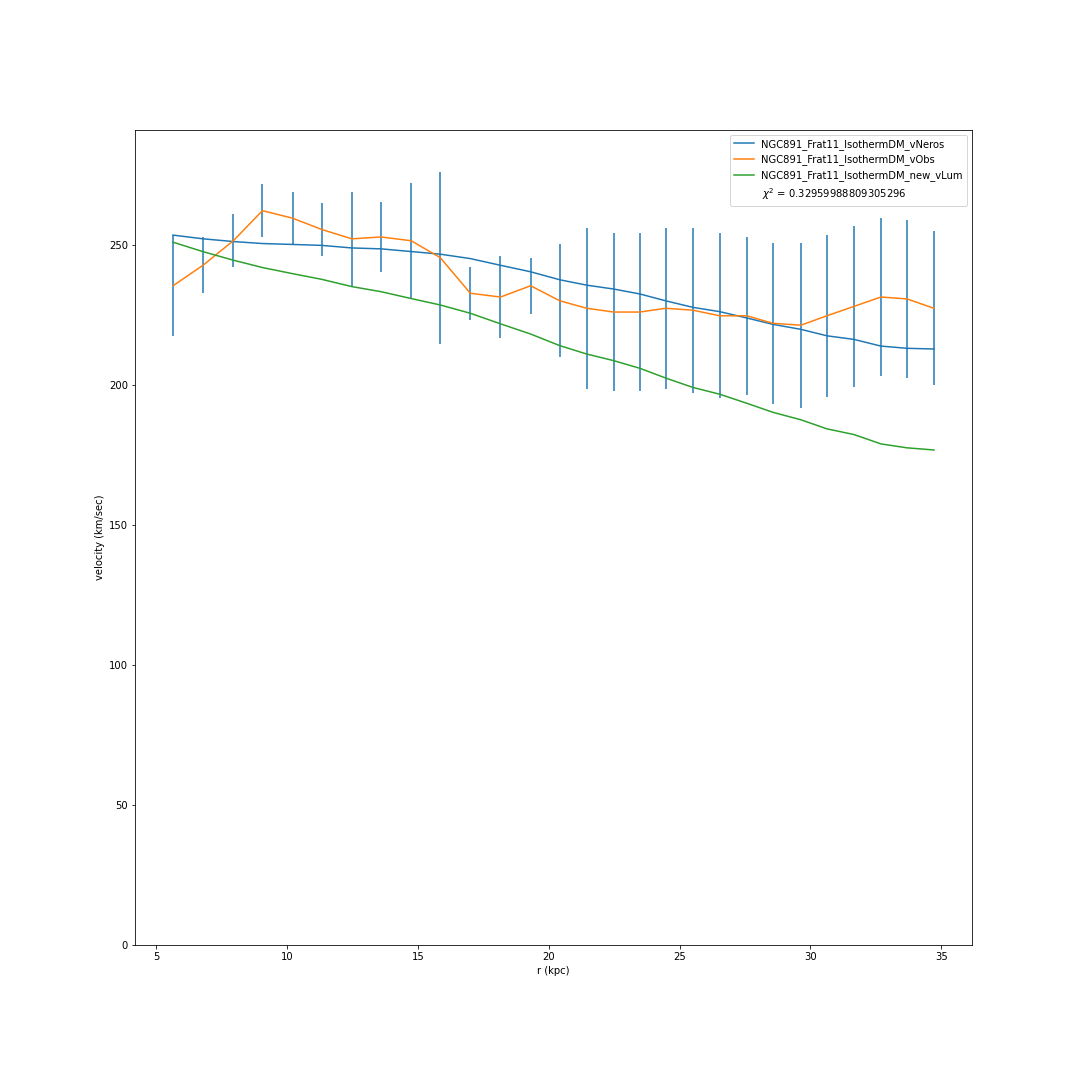 NGC891_Frat11_IsothermDM_vNeros
NGC891_Frat11_IsothermDM_vObs
NGC891_Frat11_IsothermDM_new_vLum
χ² = 0.32959988809305296
250
200
150
100
50
0
velocity (km/sec)
5 10 15 20 25 30 35
r (kpc)